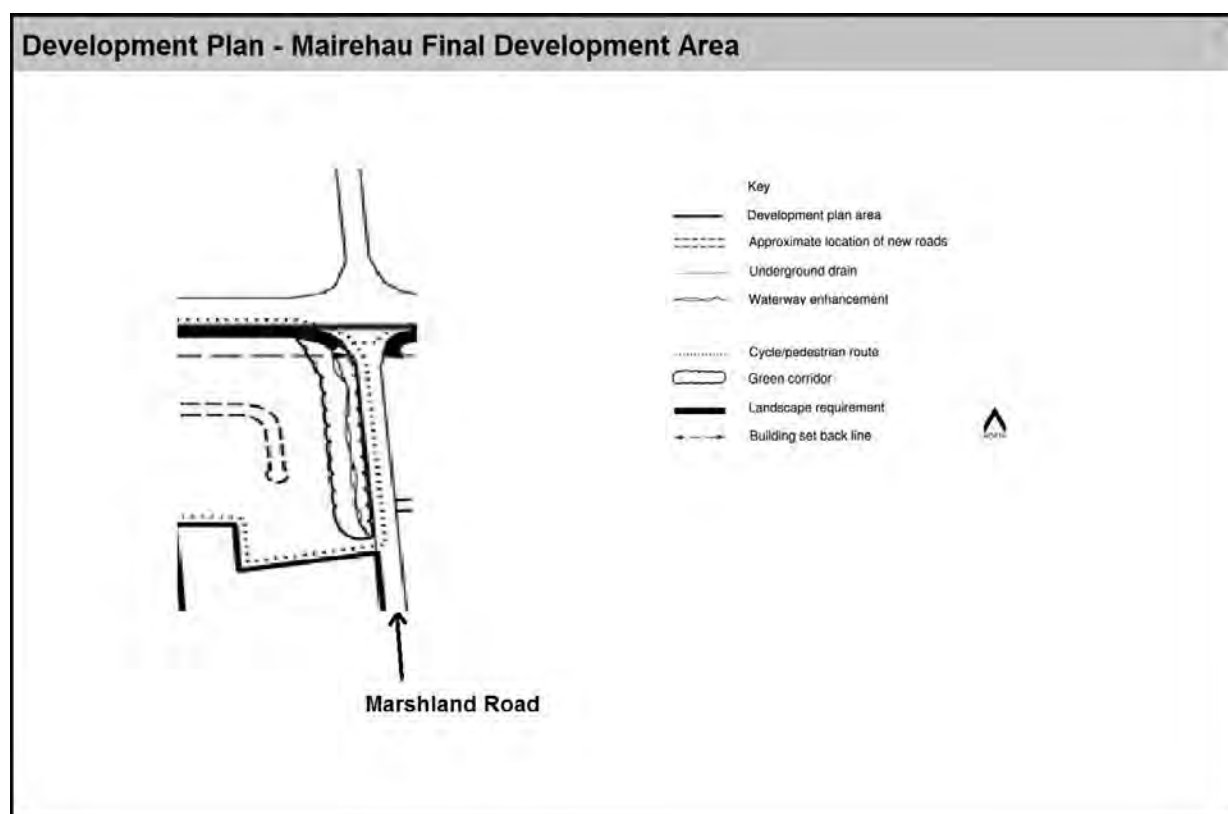 Development Plan - Mairehau Final Development Area
Key
Development plan area
Approximate location of new roads
Underground drain
Waterway enhancement
Cycle/pedestrian route
Green corridor
Landscape requirement
Building set back line
NORTH
Marshland Road